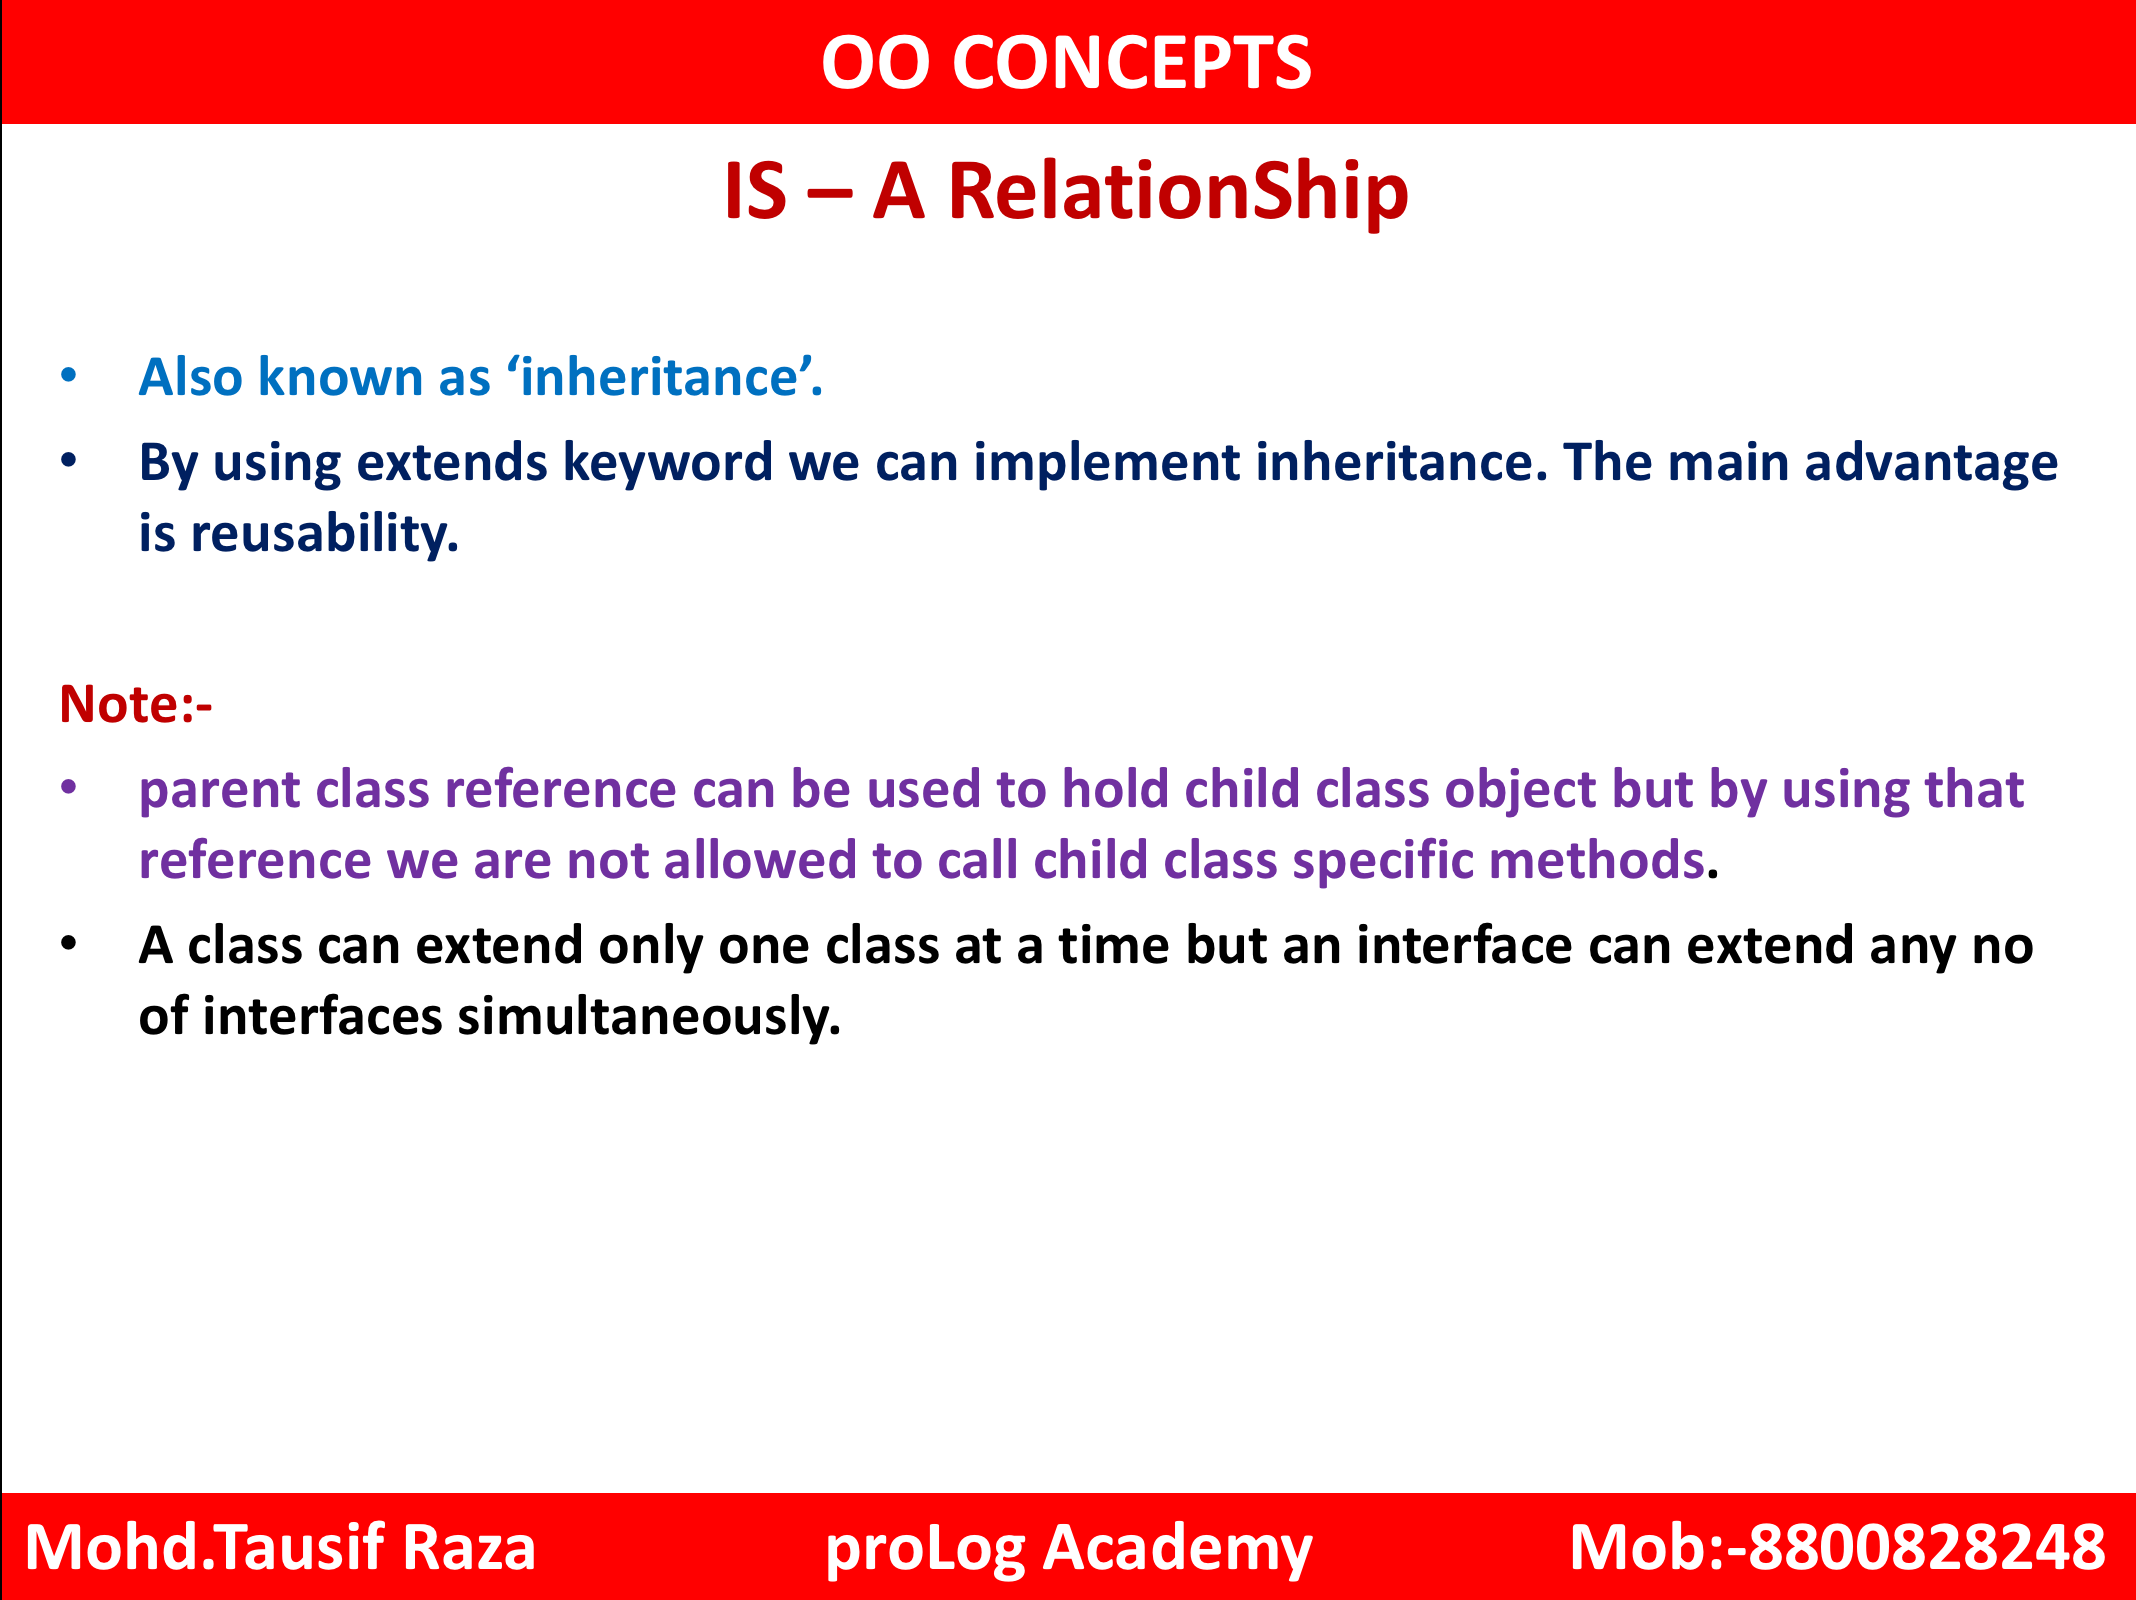 OO CONCEPTS
IS – A RelationShip
• Also known as ‘inheritance’.
• By using extends keyword we can implement inheritance. The main advantage
is reusability.
Note:-
• parent class reference can be used to hold child class object but by using that
reference we are not allowed to call child class specific methods.
• A class can extend only one class at a time but an interface can extend any no
of interfaces simultaneously.
Mohd.Tausif Raza proLog Academy Mob:-8800828248